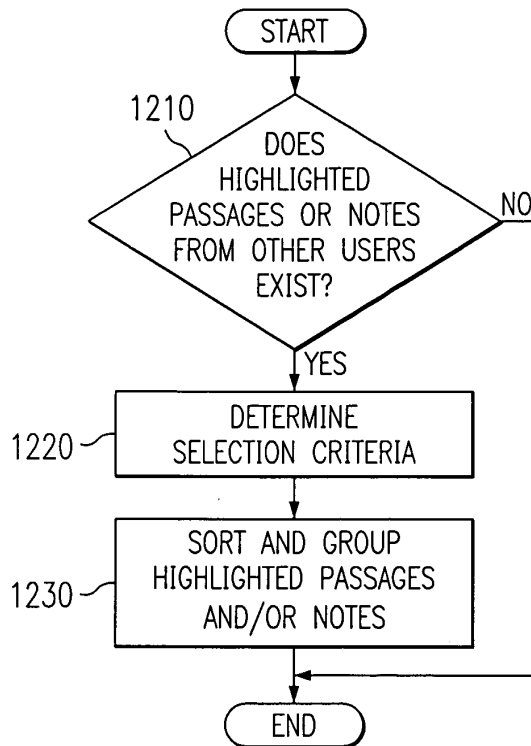 START
1210
DOES
HIGHLIGHTED
PASSAGES OR NOTES
FROM OTHER USERS
EXIST?
NO
YES
1220
DETERMINE
SELECTION CRITERIA
1230
SORT AND GROUP
HIGHLIGHTED PASSAGES
AND/OR NOTES
END